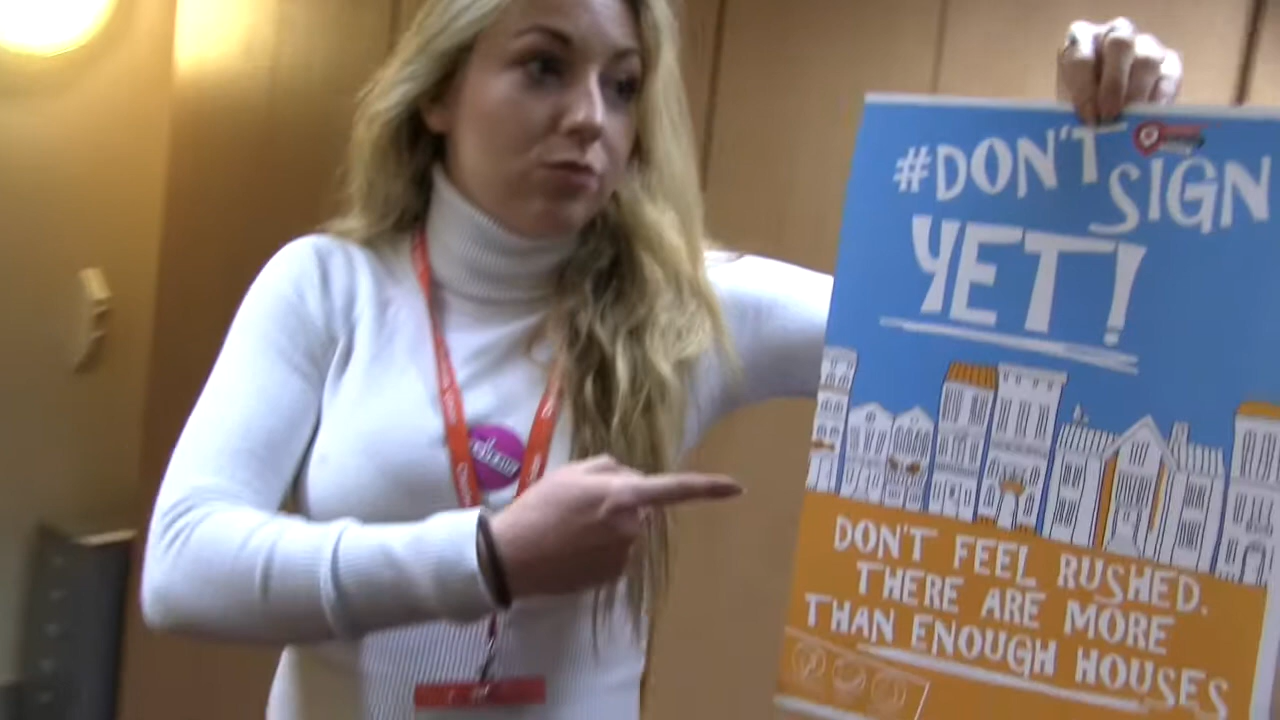 #DON'T SIGN
YET!
DON'T FEEL RUSHED.
THERE ARE MORE
THAN ENOUGH HOUSES